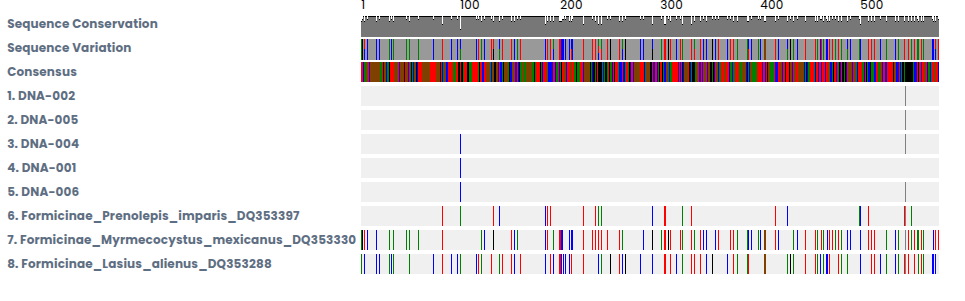 1 100 200 300 400 500
Sequence Conservation
Sequence Variation
Consensus
1. DNA-002
2. DNA-005
3. DNA-004
4. DNA-001
5. DNA-006
6. Formicinae_Prenolepis_imparis_DQ353397
7. Formicinae_Myrmecocystus_mexicanus_DQ353330
8. Formicinae_Lasius_alienus_DQ353288